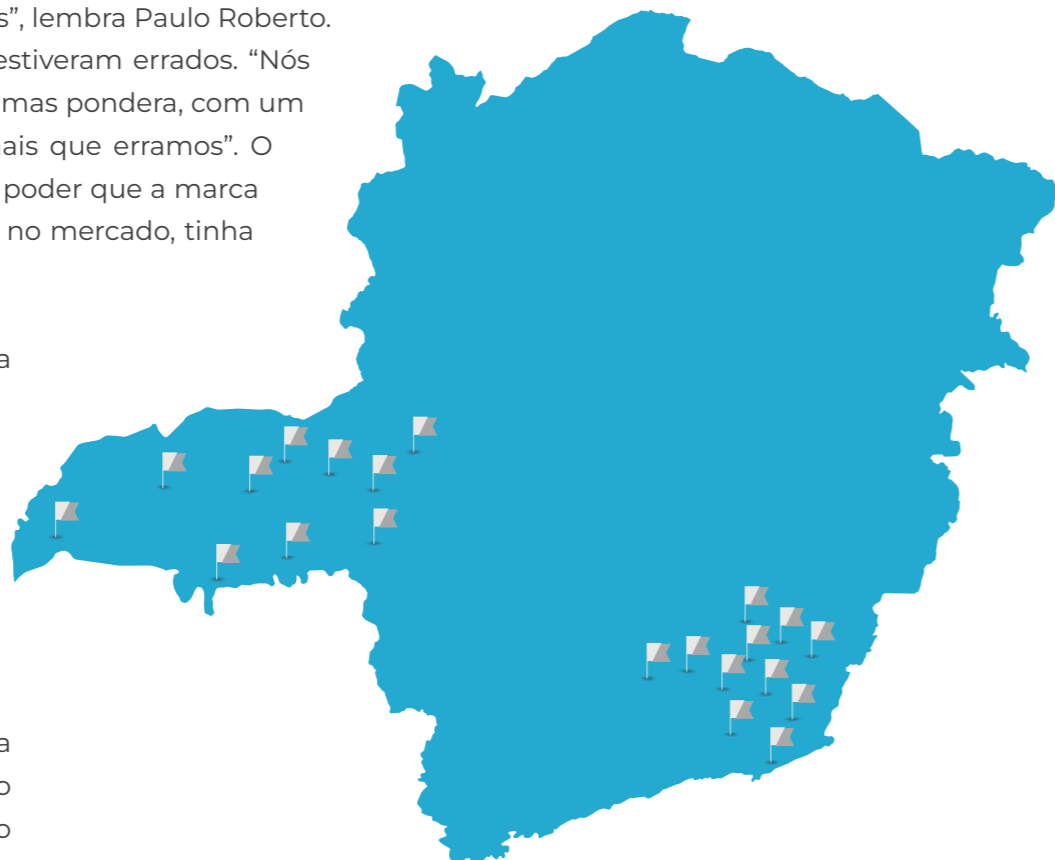 s”, lembra Paulo Roberto.
estiveram errados. “Nós
mas pondera, com um
ais que erramos”. O
poder que a marca
no mercado, tinha
a
a
o
o